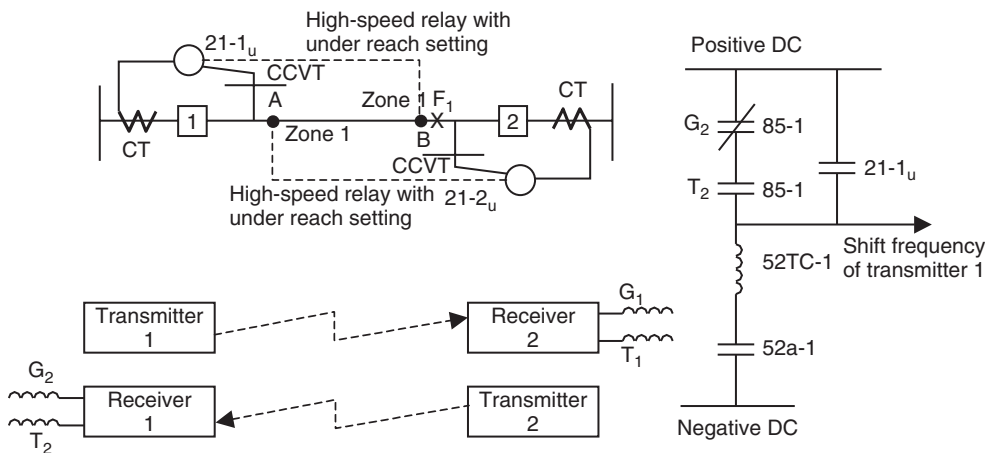 High-speed relay with
under reach setting
21-1u
CCVT
A
Zone 1
F1
1
2
CT
CT
Zone 1
B
CCVT
High-speed relay with
under reach setting
21-2u
Transmitter
1
Receiver
2
G1
T1
G2
T2
Receiver
1
Transmitter
2
Positive DC
G2
85-1
T2
85-1
21-1u
Shift frequency
of transmitter 1
52TC-1
52a-1
Negative DC